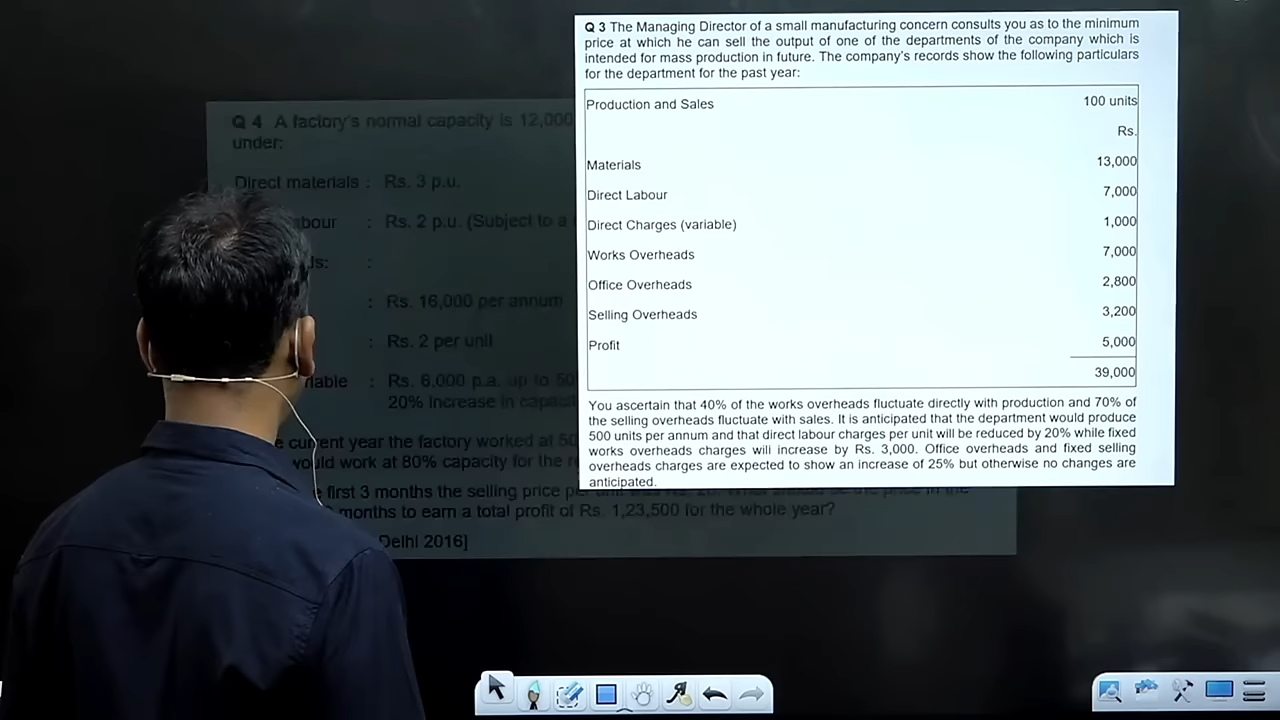 Q 3 The Managing Director of a small manufacturing concern consults you as to the minimum
price at which he can sell the output of one of the departments of the company which is
intended for mass production in future. The company's records show the following particulars
for the department for the past year:
Production and Sales 100 units
Rs.
Materials 13,000
Direct Labour 7,000
Direct Charges (variable) 1,000
Works Overheads 7,000
Office Overheads 2,800
Selling Overheads 3,200
Profit 5,000
39,000
You ascertain that 40% of the works overheads fluctuate directly with production and 70% of
the selling overheads fluctuate with sales. It is anticipated that the department would produce
500 units per annum and that direct labour charges per unit will be reduced by 20% while fixed
works overheads charges will increase by Rs. 3,000. Office overheads and fixed selling
overheads charges are expected to show an increase of 25% but otherwise no changes are
anticipated.
Q 4 A factory's normal capacity is 12,000
under:
Direct materials : Rs. 3 p.u.
: Rs. 2 p.u. (Subject to a
:
: Rs. 16,000 per annum
: Rs. 2 per unit
: Rs. 6,000 p.a. up to 50
20% increase in
current year the factory worked at 50
would work at 80% capacity for the
first 3 months the selling price
months to earn a total profit of Rs. 1,23,500 for the whole year?
Delhi 2016]